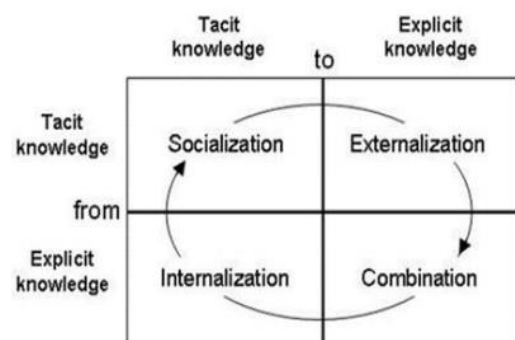 Tacit
knowledge
to
Explicit
knowledge
Tacit
knowledge
Socialization
Externalization
from
Explicit
knowledge
Internalization
Combination